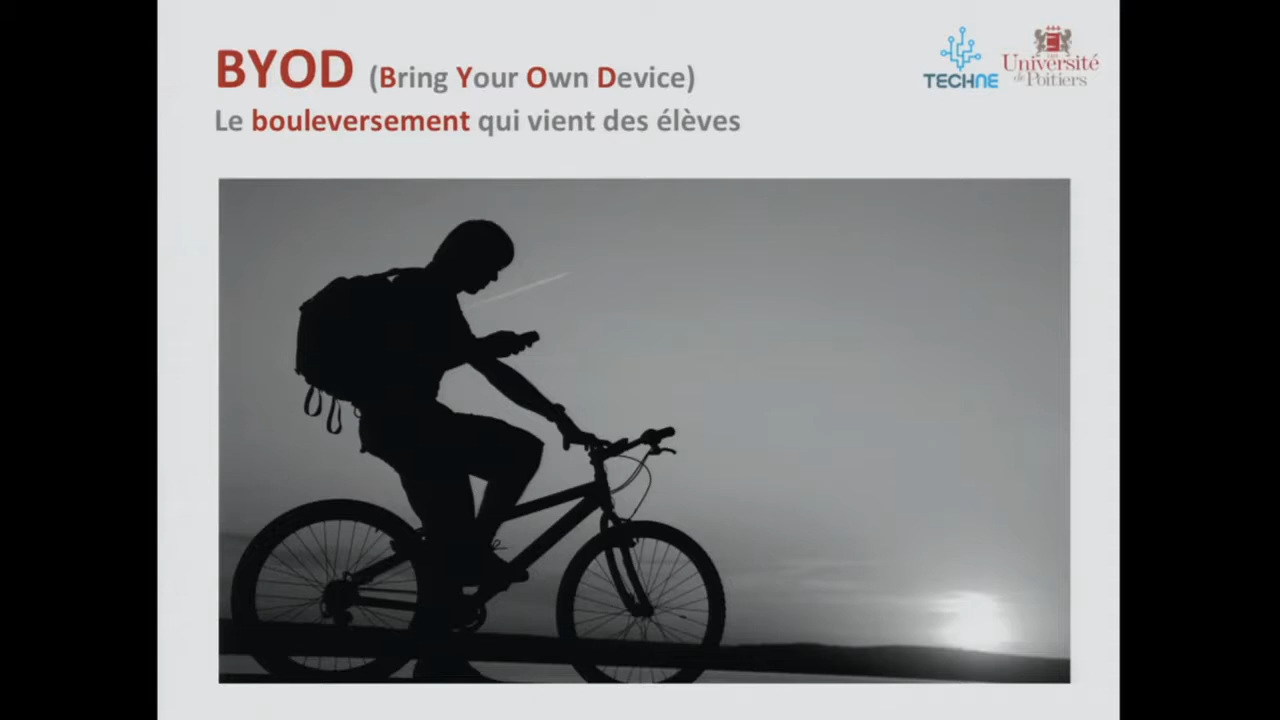 BYOD (Bring Your Own Device)
Le bouleversement qui vient des élèves
TECHNE
Université
de Poitiers